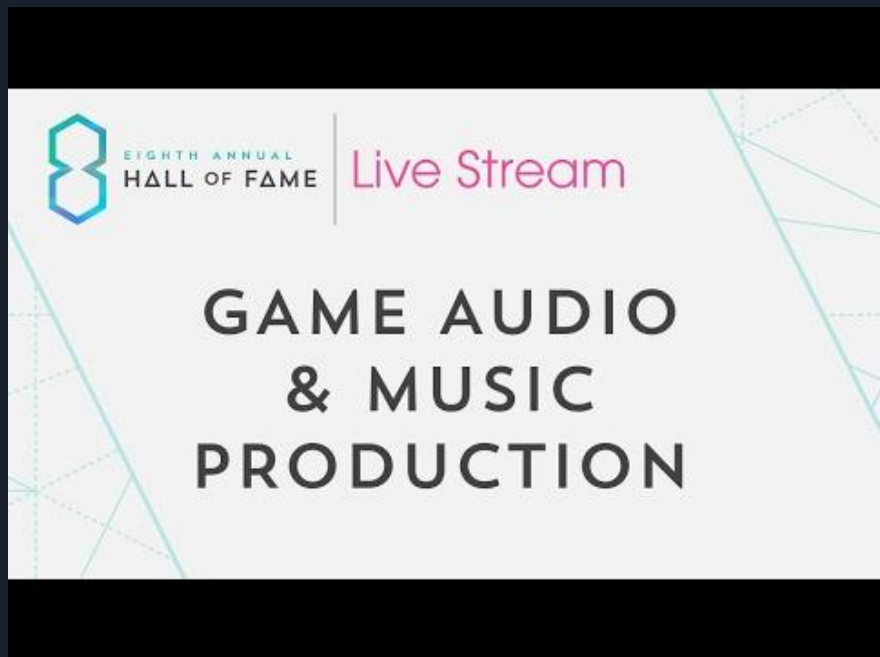 EIGHTH ANNUAL
HALL OF FAME
Live Stream
GAME AUDIO
& MUSIC
PRODUCTION